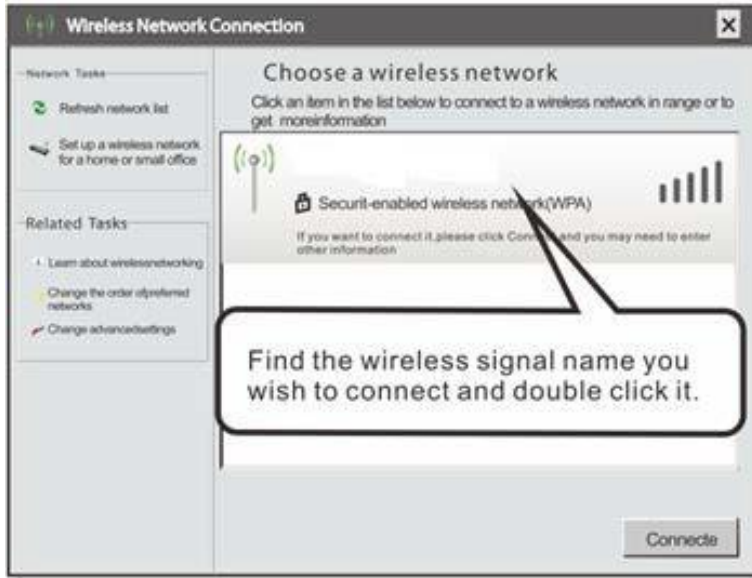 Wireless Network Connection
Network Tasks
Refresh network list
Set up a wireless network
for a home or small office
Related Tasks
Learn about wirelessnetworking
Change the order ofpreferred
networks
Change advancedsettings
Choose a wireless network
Click an item in the list below to connect to a wireless network in range or to
get moreinformation
Securit-enabled wireless network(WPA)
If you want to connect it,please click Connect and you may need to enter
other information
Find the wireless signal name you
wish to connect and double click it.
Connecte